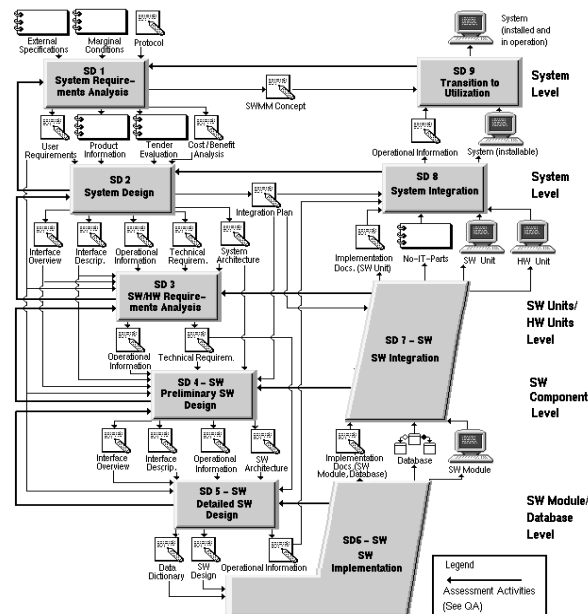 External
Specifications
Marginal
Conditions
Protocol
System
(installed and
in operation)
SD 1
System Require-
ments Analysis
SD 9
Transition to
Utilization
System
Level
SWMM Concept
User
Requirements
Product
Information
Tender
Evaluation
Cost/Benefit
Analysis
Operational Information
System (installable)
SD 2
System Design
SD 8
System Integration
System
Level
Integration Plan
Interface
Overview
Interface
Descrip.
Operational
Information
Technical
Requirem.
System
Architecture
Implementation
Docs. (SW Unit)
No-IT-Parts
SW Unit
HW Unit
SD 3
SW/HW Require-
ments Analysis
SW Units/
HW Units
Level
SD 7 - SW
SW Integration
Operational
Information
Technical Requirem.
SD 4 - SW
Preliminary SW
Design
SW
Component
Level
Interface
Overview
Interface
Descrip.
Operational
Information
SW
Architecture
Implementation
Docs (SW
Module, Database)
Database
SW Module
SD 5 - SW
Detailed SW
Design
SW Module/
Database
Level
SD6 - SW
SW
Implementation
Data
Dictionary
SW
Design
Operational Information
Legend
Assessment Activities
(See QA)